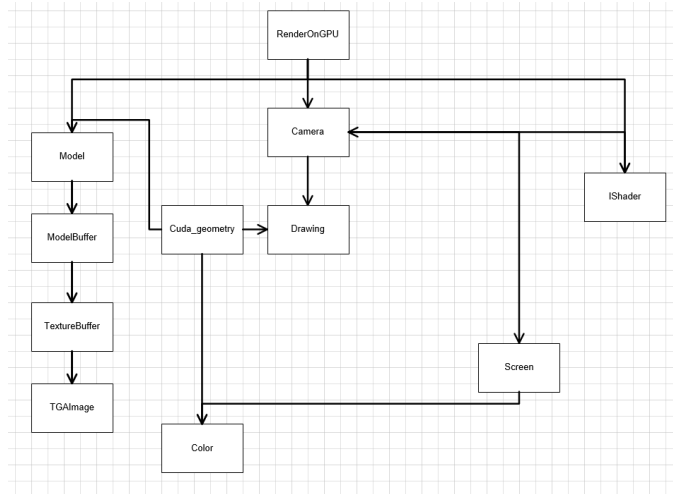 RenderOnGPU
Camera
Model
IShader
Cuda_geometry
Drawing
ModelBuffer
TextureBuffer
Screen
TGAImage
Color